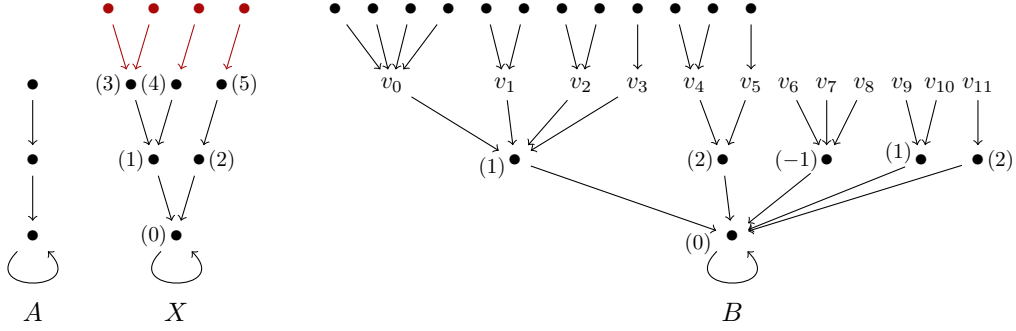 (3) (4) (5) v₀ v₁ v₂ v₃ v₄ v₅ v₆ v₇ v₈ v₉ v₁₀ v₁₁
(1) (2) (1) (2) (−1) (1) (2)
(0) (0)
A X B